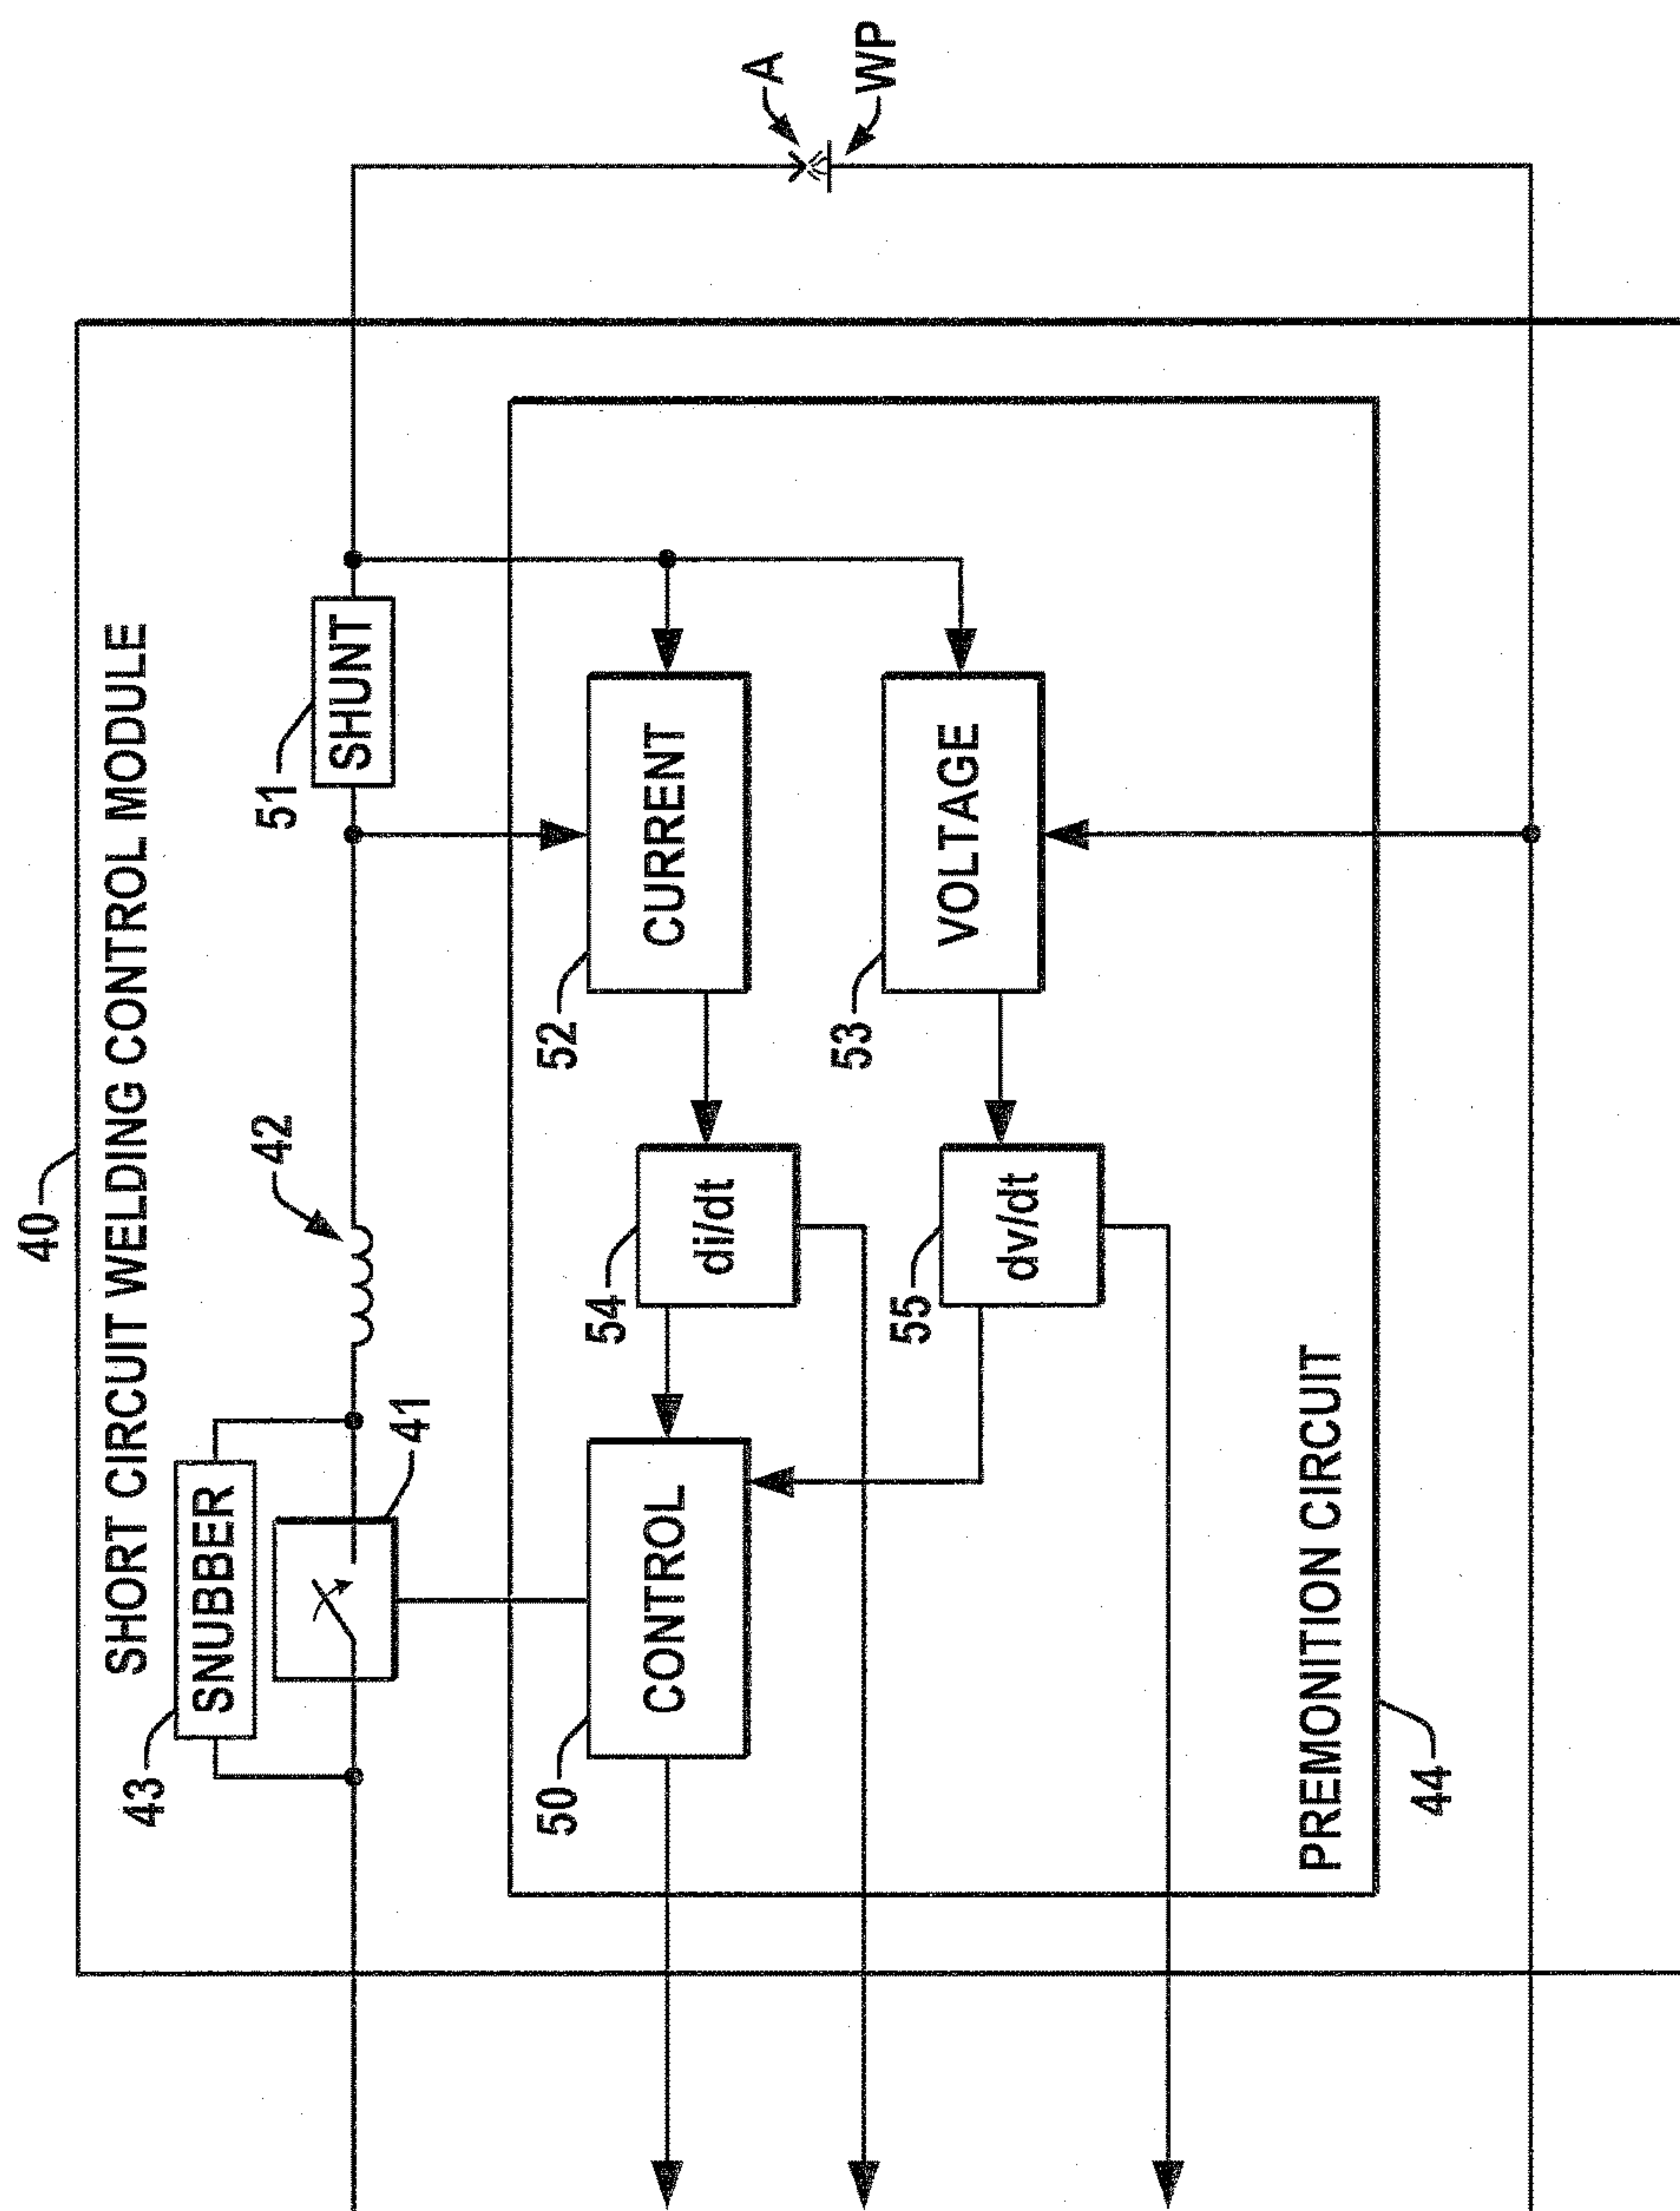 40
SHORT CIRCUIT WELDING CONTROL MODULE
43
SNUBBER
42
51
SHUNT
41
A
WP
50
CONTROL
52
CURRENT
54
di/dt
53
VOLTAGE
55
dv/dt
PREMONITION CIRCUIT
44